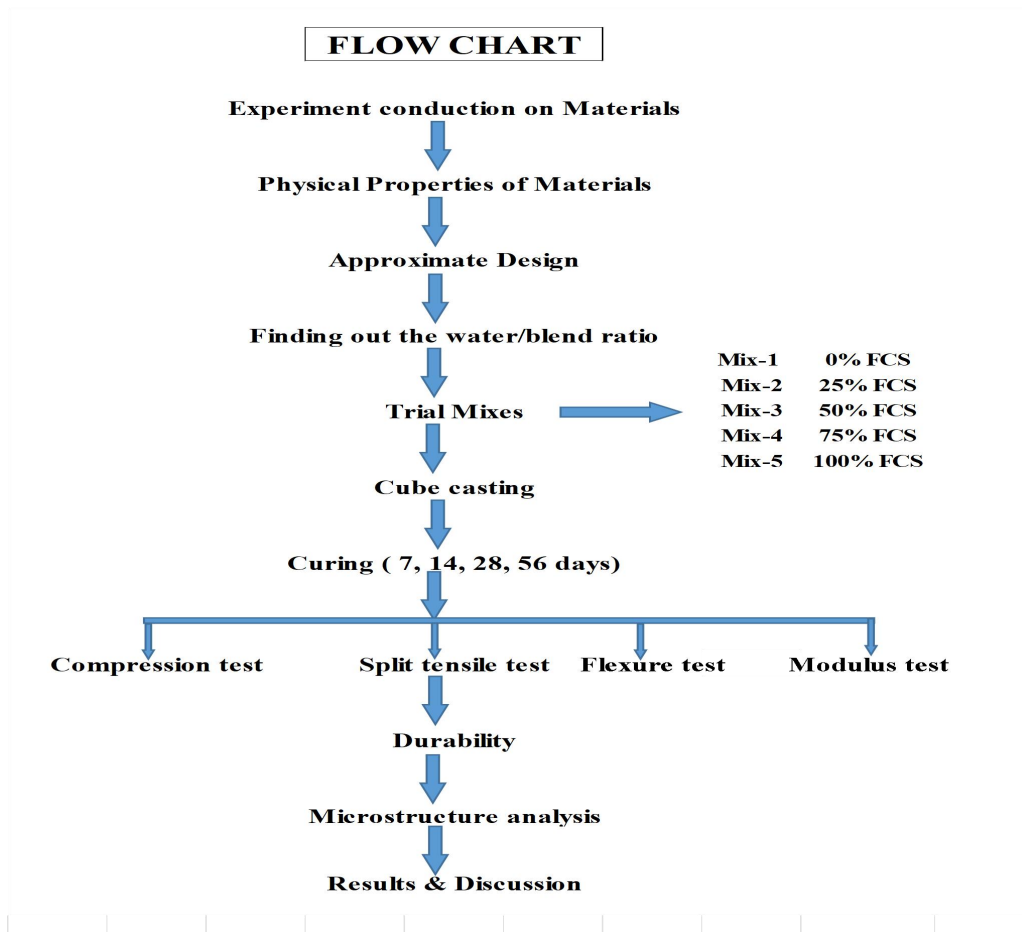 FLOW CHART
Experiment conduction on Materials
Physical Properties of Materials
Approximate Design
Finding out the water/blend ratio
Trial Mixes
Mix-1 0% FCS
Mix-2 25% FCS
Mix-3 50% FCS
Mix-4 75% FCS
Mix-5 100% FCS
Cube casting
Curing ( 7, 14, 28, 56 days)
Compression test Split tensile test Flexure test Modulus test
Durability
Microstructure analysis
Results & Discussion